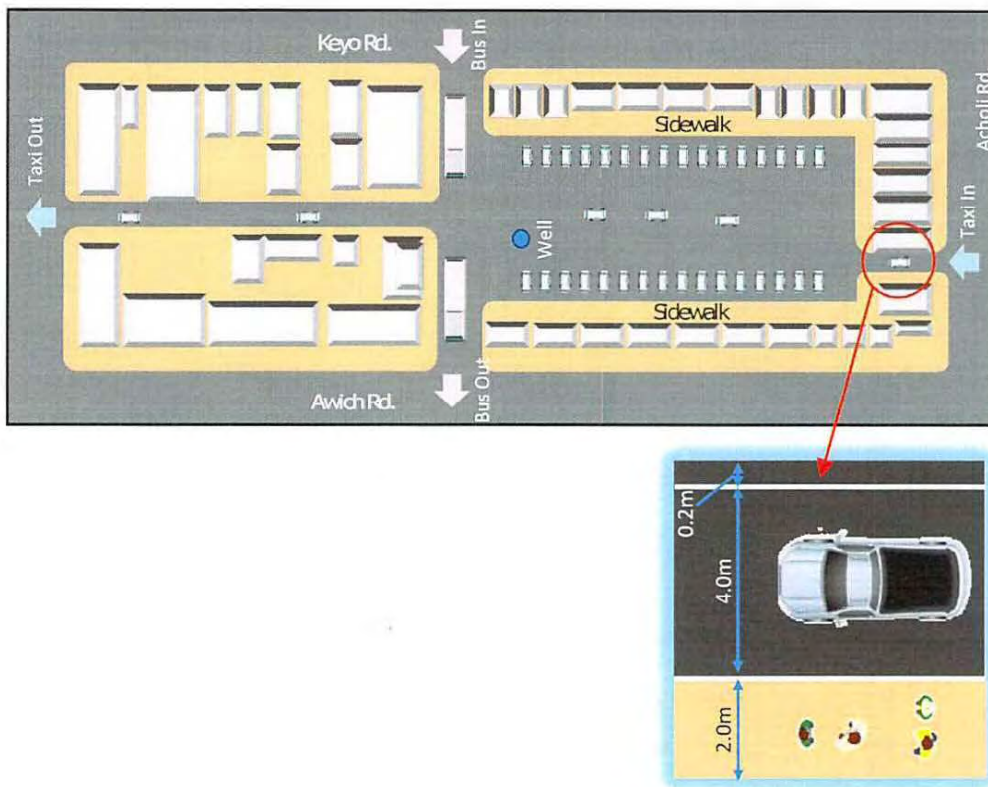 Keyo Rd.
Bus In
Acholi Rd
Taxi Out
Sidewalk
Taxi In
Well
Sidewalk
Awich Rd.
Bus Out
0.2m
4.0m
2.0m